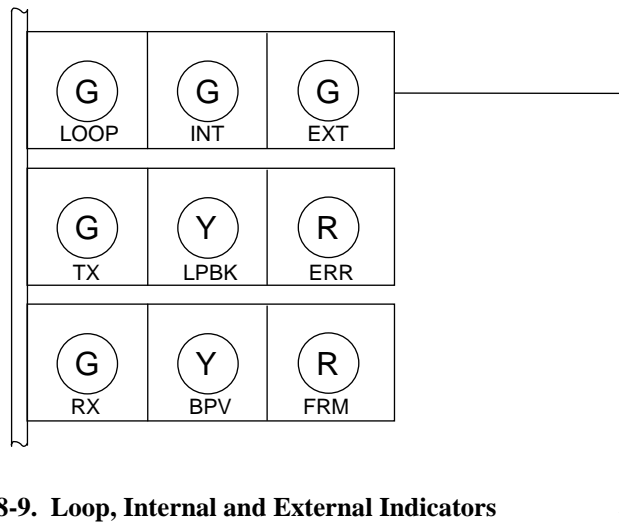 G G G
LOOP INT EXT
G Y R
TX LPBK ERR
G Y R
RX BPV FRM
8-9. Loop, Internal and External Indicators